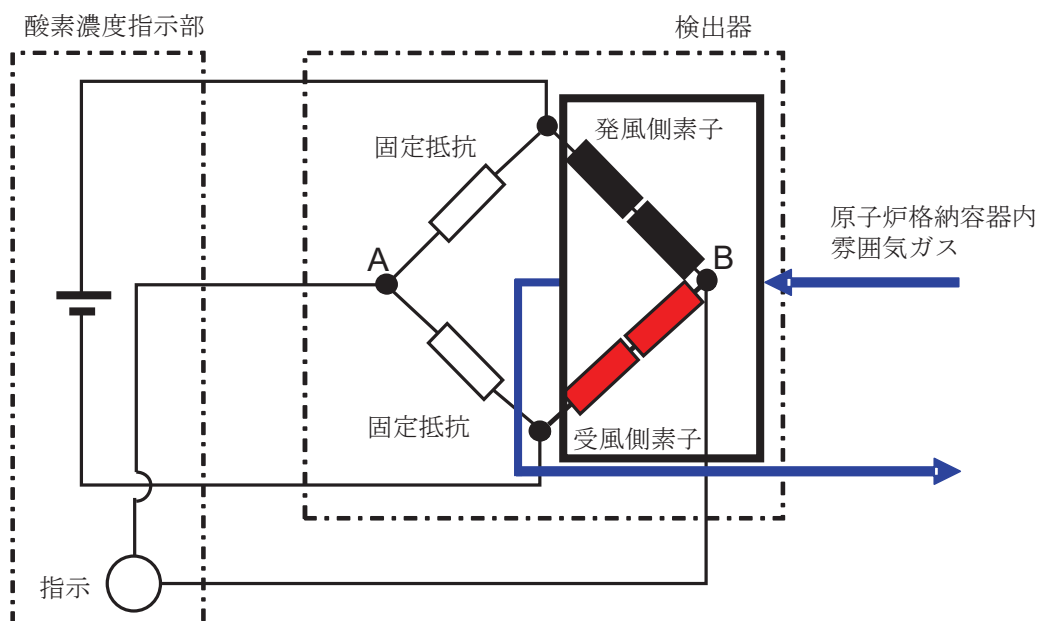 酸素濃度指示部
検出器
固定抵抗
発風側素子
原子炉格納容器内
雰囲気ガス
A
B
固定抵抗
受風側素子
指示